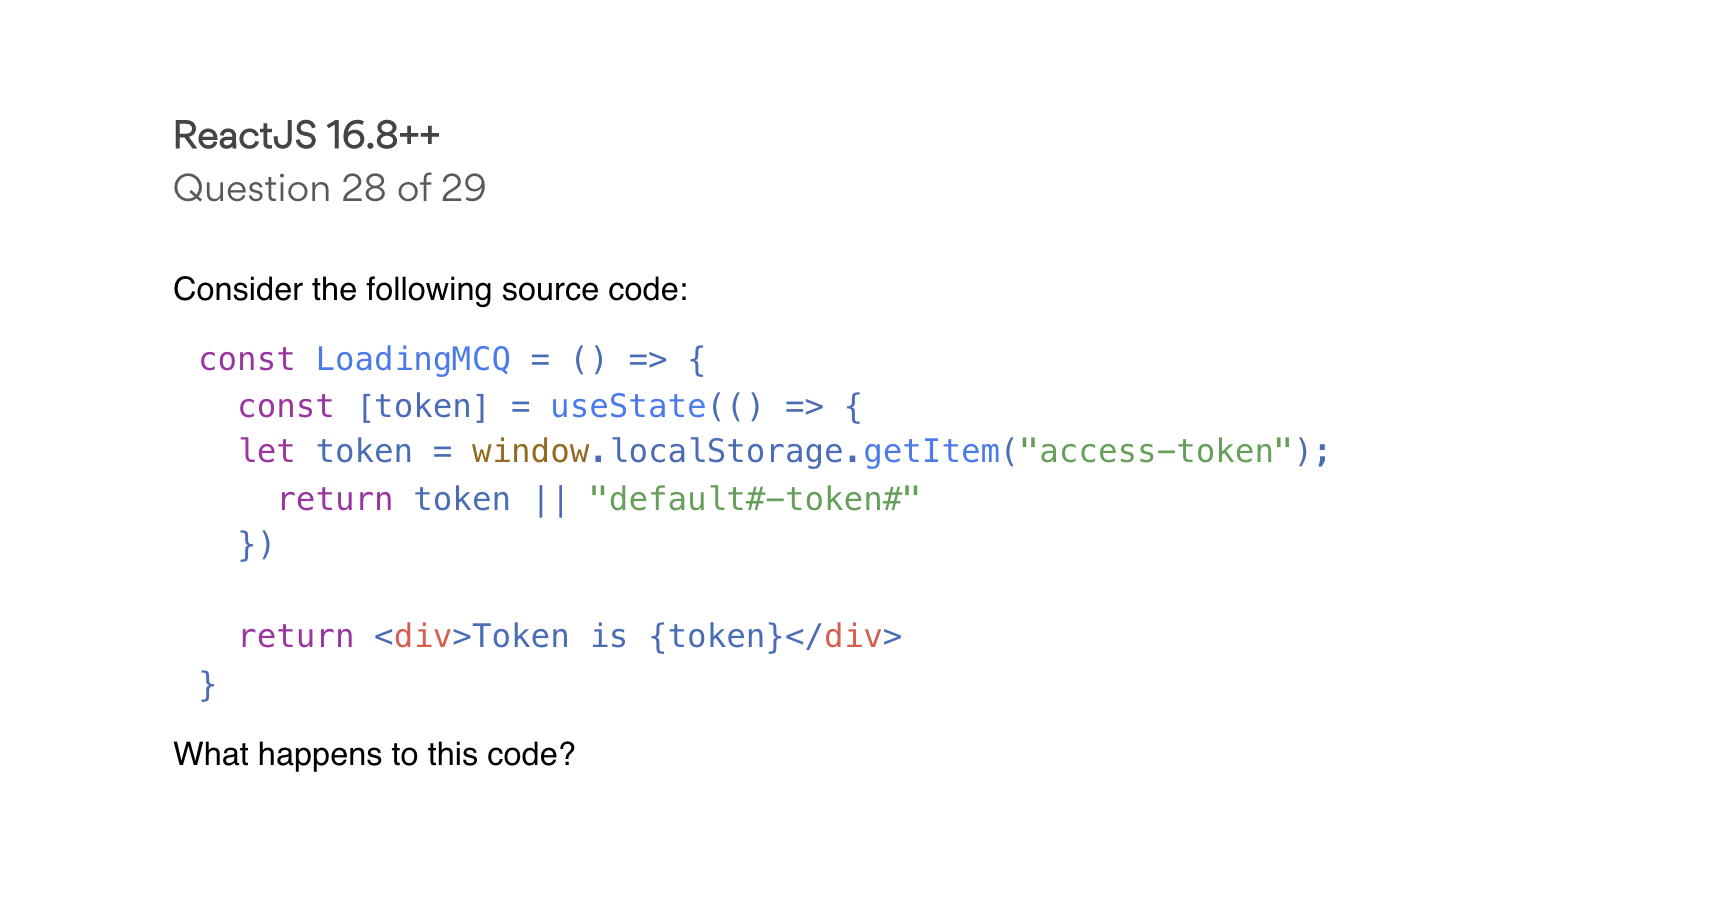 ReactJS 16.8++
Question 28 of 29
Consider the following source code:
const LoadingMCQ = () => {
  const [token] = useState(() => {
  let token = window.localStorage.getItem("access-token");
    return token || "default#-token#"
  })
  return <div>Token is {token}</div>
}
What happens to this code?